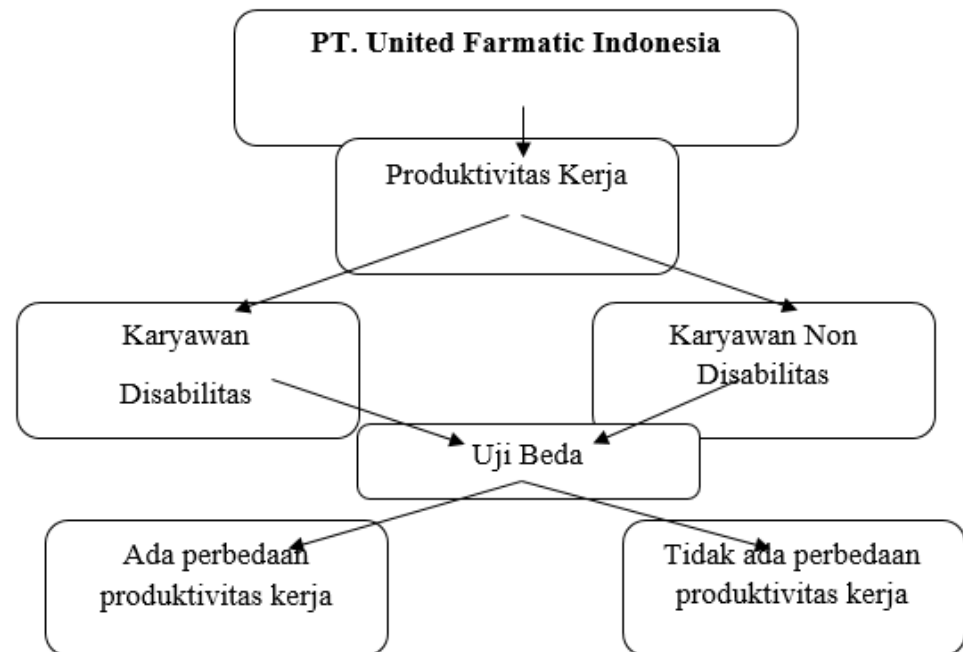 PT. United Farmatic Indonesia
Produktivitas Kerja
Karyawan
Disabilitas
Karyawan Non
Disabilitas
Uji Beda
Ada perbedaan
produktivitas kerja
Tidak ada perbedaan
produktivitas kerja